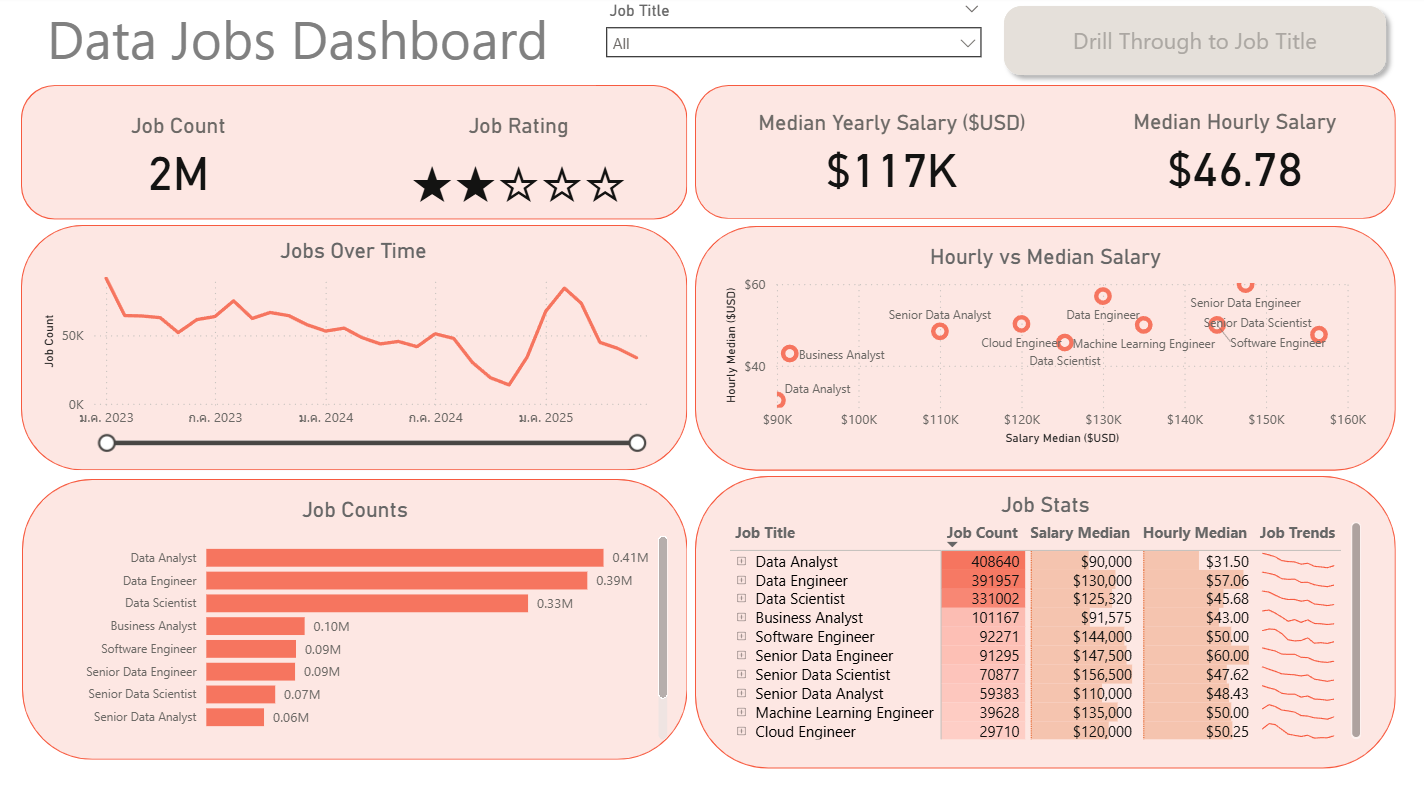 Data Jobs Dashboard
Job Title
All
Drill Through to Job Title
Job Count
2M
Job Rating
★★☆☆☆
Median Yearly Salary ($USD)
$117K
Median Hourly Salary
$46.78
Jobs Over Time
Job Count
50K
0K
ม.ค. 2023
ก.ค. 2023
ม.ค. 2024
ก.ค. 2024
ม.ค. 2025
Hourly vs Median Salary
Hourly Median ($USD)
$60
$40
Senior Data Engineer
Senior Data Analyst
Data Engineer
Senior Data Scientist
Cloud Engineer
Machine Learning Engineer
Software Engineer
Business Analyst
Data Scientist
Data Analyst
$90K
$100K
$110K
$120K
$130K
$140K
$150K
$160K
Salary Median ($USD)
Job Counts
Data Analyst 0.41M
Data Engineer 0.39M
Data Scientist 0.33M
Business Analyst 0.10M
Software Engineer 0.09M
Senior Data Engineer 0.09M
Senior Data Scientist 0.07M
Senior Data Analyst 0.06M
Job Stats
Job Title Job Count Salary Median Hourly Median Job Trends
Data Analyst 408640 $90,000 $31.50
Data Engineer 391957 $130,000 $57.06
Data Scientist 331002 $125,320 $45.68
Business Analyst 101167 $91,575 $43.00
Software Engineer 92271 $144,000 $50.00
Senior Data Engineer 91295 $147,500 $60.00
Senior Data Scientist 70877 $156,500 $47.62
Senior Data Analyst 59383 $110,000 $48.43
Machine Learning Engineer 39628 $135,000 $50.00
Cloud Engineer 29710 $120,000 $50.25